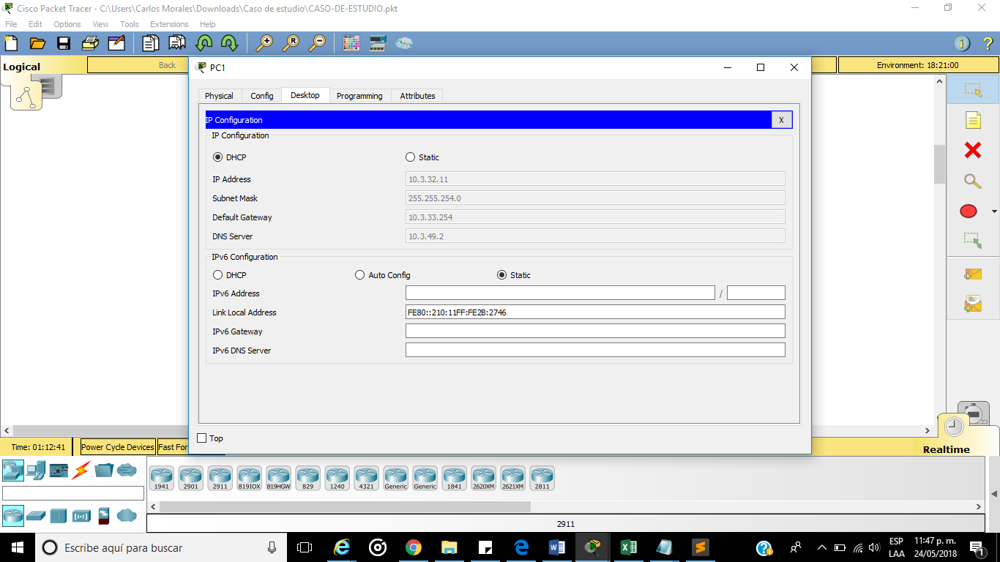 Cisco Packet Tracer - C:\Users\Carlos Morales\Downloads\Caso de estudio\CASO-DE-ESTUDIO.pkt
File Edit Options View Tools Extensions Help
SELECT
Logical
Back
Environment: 18:21:00
PC1
Physical Config Desktop Programming Attributes
IP Configuration X
IP Configuration
DHCP Static
IP Address 10.3.32.11
Subnet Mask 255.255.254.0
Default Gateway 10.3.33.254
DNS Server 10.3.49.2
IPv6 Configuration
DHCP Auto Config Static
IPv6 Address /
Link Local Address FE80::210:11FF:FE2B:2746
IPv6 Gateway
IPv6 DNS Server
Top
Time: 01:12:41 Power Cycle Devices Fast For
Realtime
1941 2901 2911 819IOX 819HGW 829 1240 4321 Generic Generic 1841 2620XM 2621XM 2811
2911
Escribe aquí para buscar
ESP 11:47 p. m.
LAA 24/05/2018
1